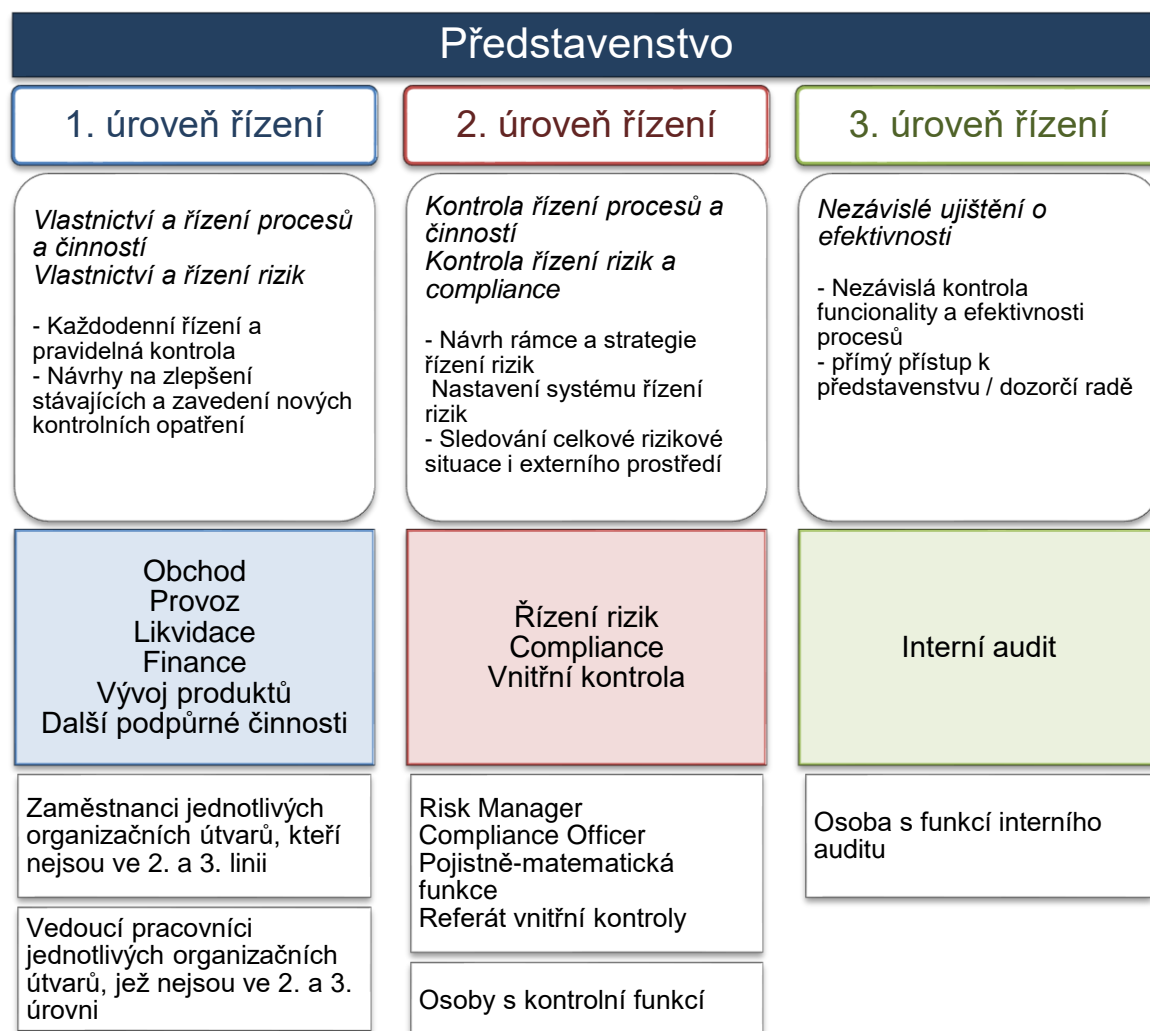 Představenstvo
1. úroveň řízení
2. úroveň řízení
3. úroveň řízení
Vlastnictví a řízení procesů
a činností
Vlastnictví a řízení rizik
- Každodenní řízení a
pravidelná kontrola
- Návrhy na zlepšení
stávajících a zavedení nových
kontrolních opatření
Kontrola řízení procesů a
činností
Kontrola řízení rizik a
compliance
- Návrh rámce a strategie
řízení rizik
Nastavení systému řízení
rizik
- Sledování celkové rizikové
situace i externího prostředí
Nezávislé ujištění o
efektivnosti
- Nezávislá kontrola
funcionality a efektivnosti
procesů
- přímý přístup k
představenstvu / dozorčí radě
Obchod
Provoz
Likvidace
Finance
Vývoj produktů
Další podpůrné činnosti
Řízení rizik
Compliance
Vnitřní kontrola
Interní audit
Zaměstnanci jednotlivých
organizačních útvarů, kteří
nejsou ve 2. a 3. linii
Vedoucí pracovníci
jednotlivých organizačních
útvarů, jež nejsou ve 2. a 3.
úrovni
Risk Manager
Compliance Officer
Pojistně-matematická
funkce
Referát vnitřní kontroly
Osoby s kontrolní funkcí
Osoba s funkcí interního
auditu